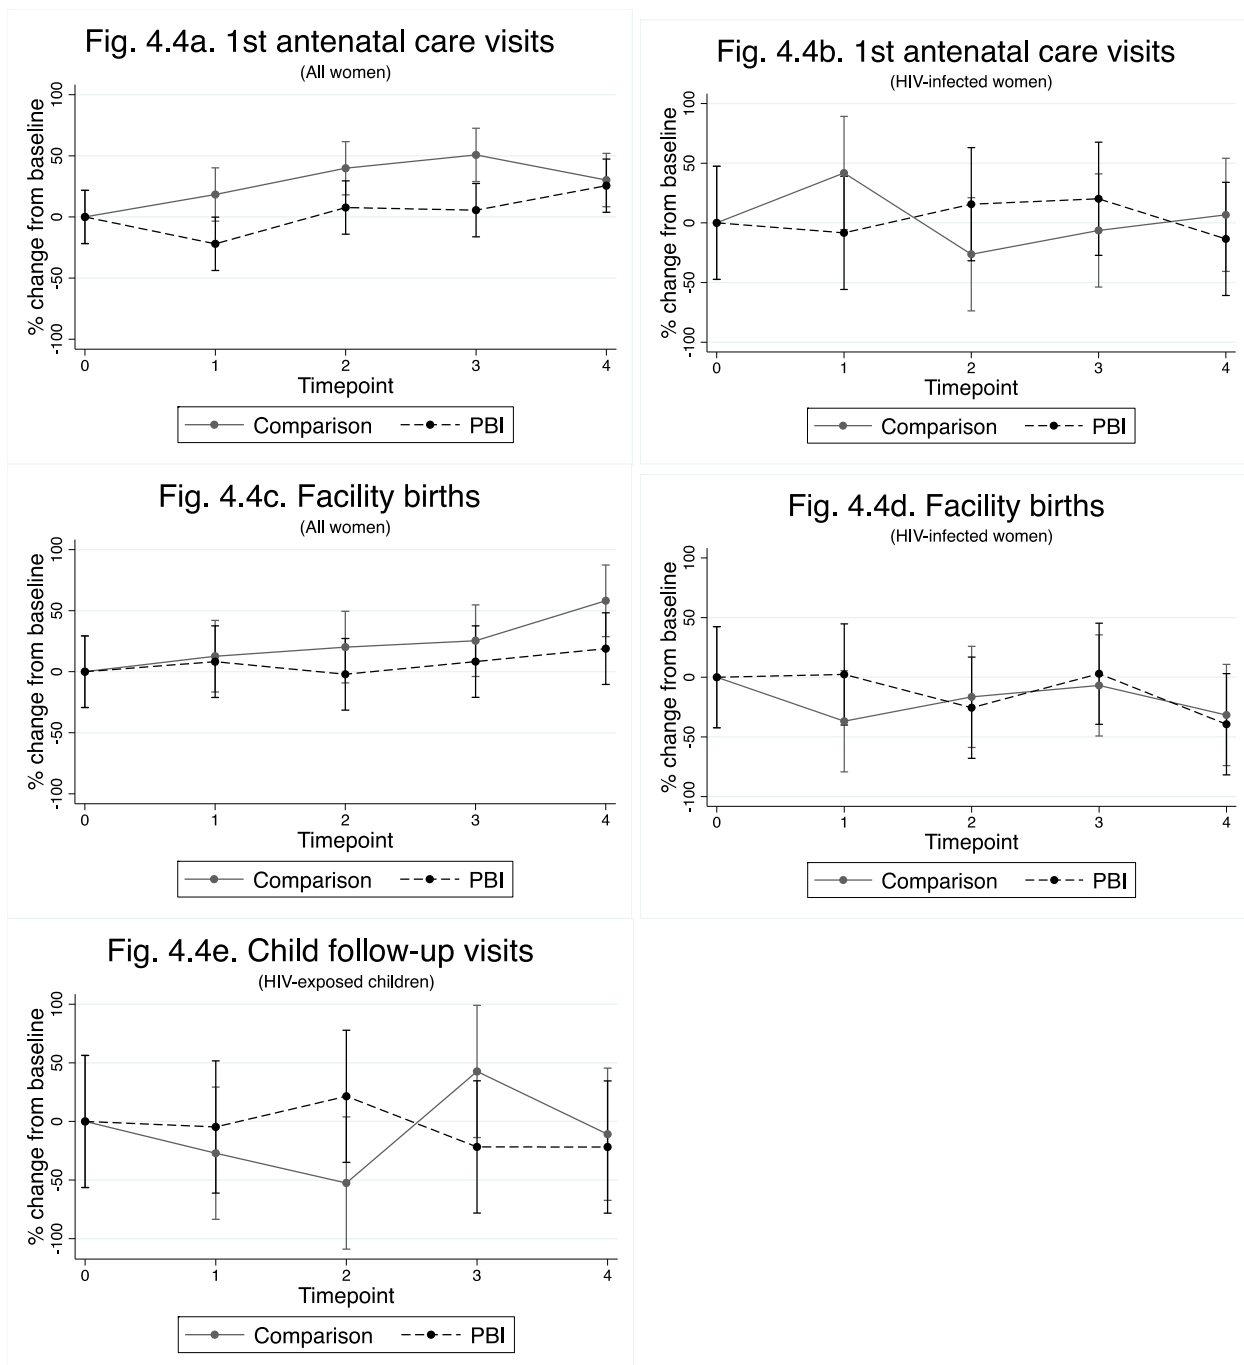 Fig. 4.4a. 1st antenatal care visits
(All women)
% change from baseline
100
50
0
-50
-100
0 1 2 3 4
Timepoint
Comparison PBI
Fig. 4.4b. 1st antenatal care visits
(HIV-infected women)
% change from baseline
100
50
0
-50
-100
0 1 2 3 4
Timepoint
Comparison PBI
Fig. 4.4c. Facility births
(All women)
% change from baseline
100
50
0
-50
-100
0 1 2 3 4
Timepoint
Comparison PBI
Fig. 4.4d. Facility births
(HIV-infected women)
% change from baseline
100
50
0
-50
-100
0 1 2 3 4
Timepoint
Comparison PBI
Fig. 4.4e. Child follow-up visits
(HIV-exposed children)
% change from baseline
100
50
0
-50
-100
0 1 2 3 4
Timepoint
Comparison PBI